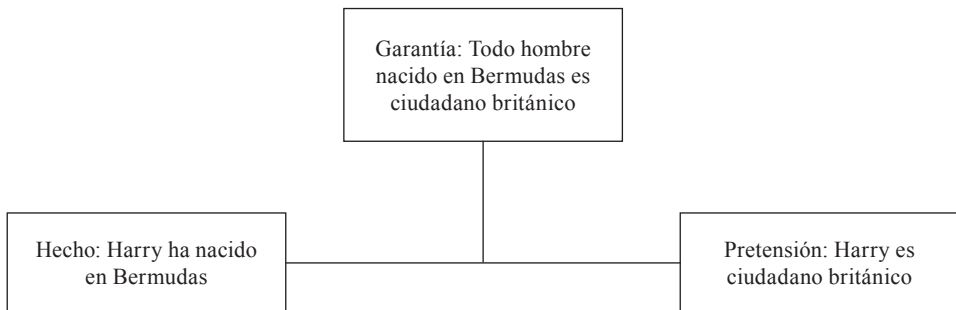 Garantía: Todo hombre
nacido en Bermudas es
ciudadano británico
Hecho: Harry ha nacido
en Bermudas
Pretensión: Harry es
ciudadano británico